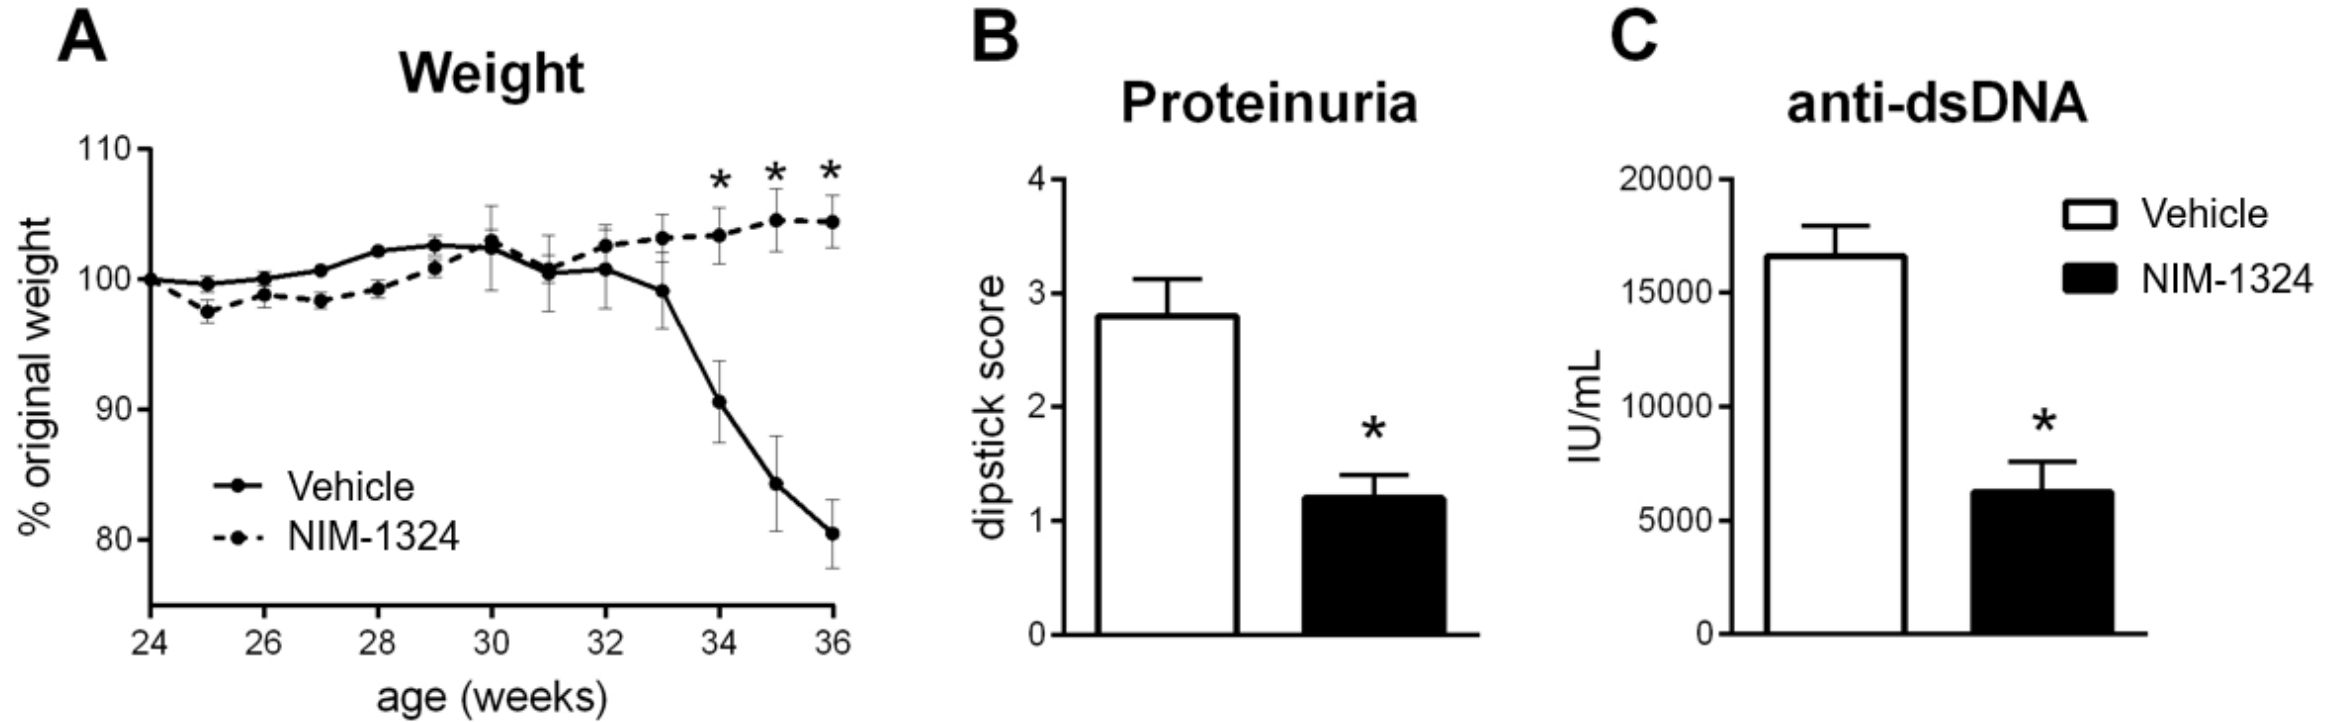 A
Weight
110
100
90
80
% original weight
* * *
Vehicle
NIM-1324
24 26 28 30 32 34 36
age (weeks)
B
Proteinuria
4
3
2
1
0
dipstick score
*
C
anti-dsDNA
20000
15000
10000
5000
0
IU/mL
*
Vehicle
NIM-1324